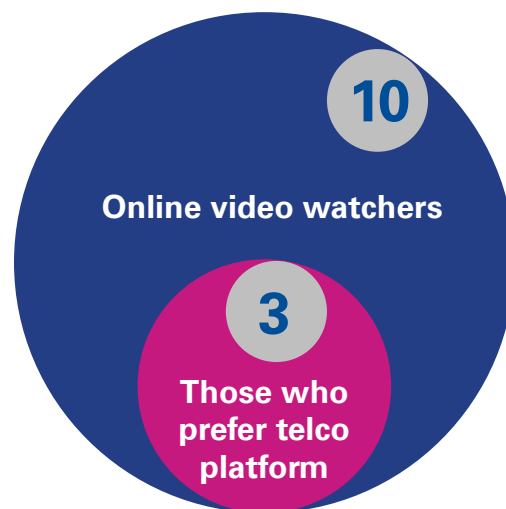 10
Online video watchers
3
Those who
prefer telco
platform